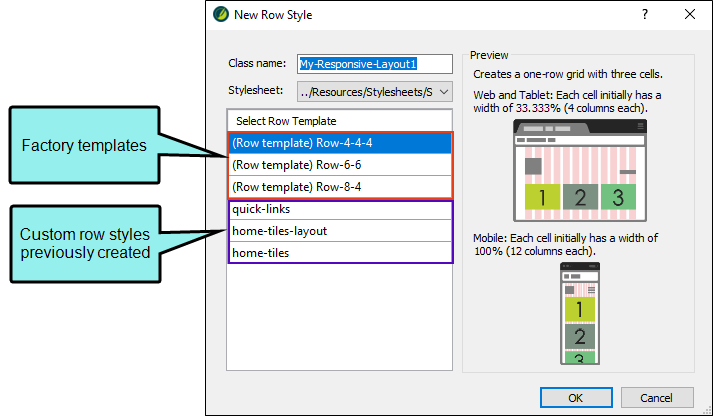 New Row Style
?
Class name:
My-Responsive-Layout1
Stylesheet:
../Resources/Stylesheets/S
Select Row Template
(Row template) Row-4-4-4
(Row template) Row-6-6
(Row template) Row-8-4
quick-links
home-tiles-layout
home-tiles
Factory templates
Custom row styles
previously created
Preview
Creates a one-row grid with three cells.
Web and Tablet: Each cell initially has a
width of 33.333% (4 columns each).
1 2 3
Mobile: Each cell initially has a width of
100% (12 columns each).
1
2
3
OK
Cancel